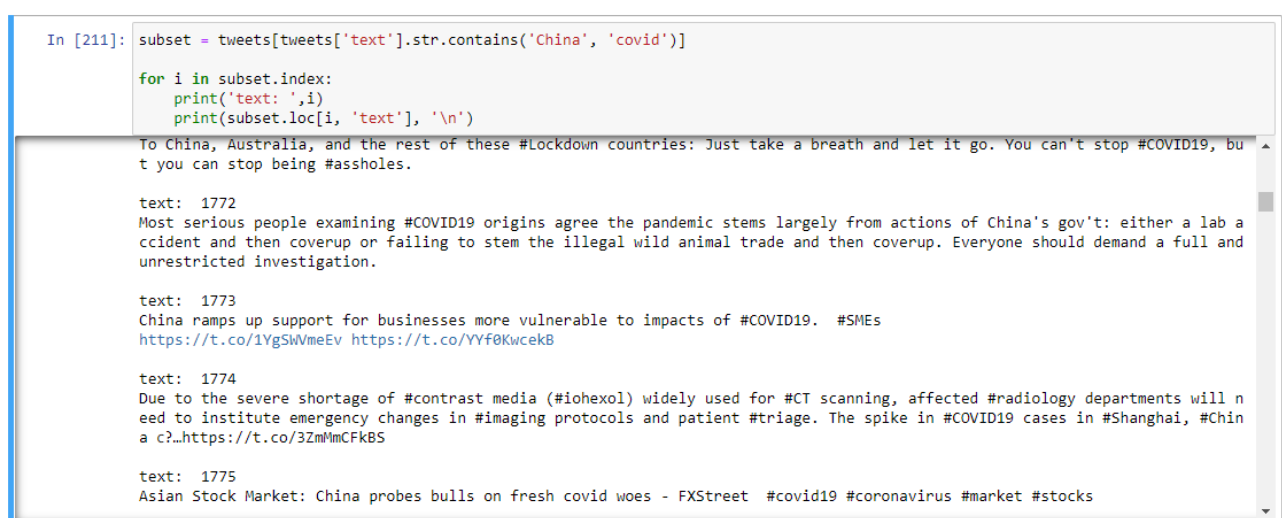 In [211]: subset = tweets[tweets['text'].str.contains('China', 'covid')]
for i in subset.index:
    print('text: ',i)
    print(subset.loc[i, 'text'], '\n')
To China, Australia, and the rest of these #Lockdown countries: Just take a breath and let it go. You can't stop #COVID19, bu
t you can stop being #assholes.
text:  1772
Most serious people examining #COVID19 origins agree the pandemic stems largely from actions of China's gov't: either a lab a
ccident and then coverup or failing to stem the illegal wild animal trade and then coverup. Everyone should demand a full and
unrestricted investigation.
text:  1773
China ramps up support for businesses more vulnerable to impacts of #COVID19.  #SMEs
https://t.co/1YgSWVmeEv https://t.co/YYf0KwcekB
text:  1774
Due to the severe shortage of #contrast media (#iohexol) widely used for #CT scanning, affected #radiology departments will n
eed to institute emergency changes in #imaging protocols and patient #triage. The spike in #COVID19 cases in #Shanghai, #Chin
a c?…https://t.co/3ZmMmCFkBS
text:  1775
Asian Stock Market: China probes bulls on fresh covid woes - FXStreet  #covid19 #coronavirus #market #stocks